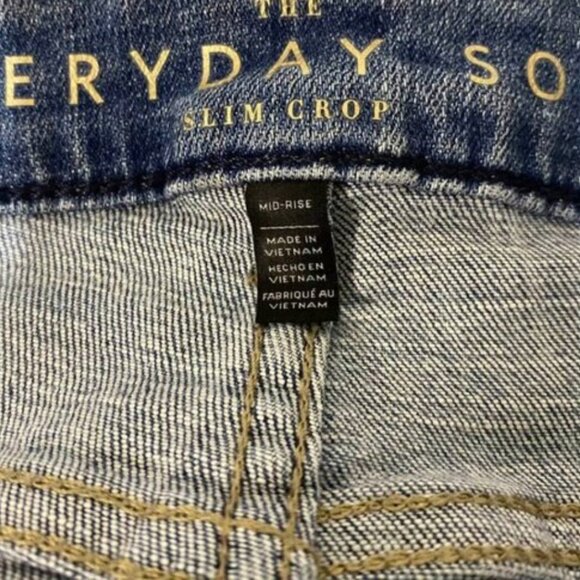 THE
ERYDAY SO
SLIM CROP
MID-RISE
MADE IN
VIETNAM
HECHO EN
VIETNAM
FABRIQUÉ AU
VIETNAM